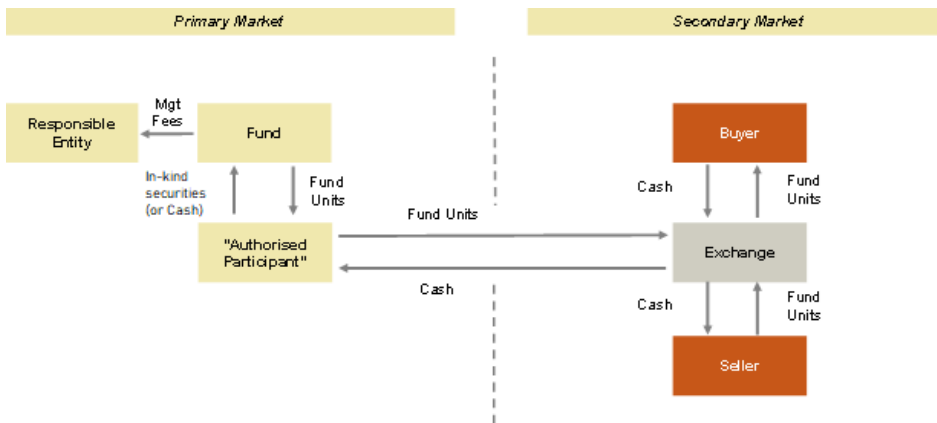 Primary Market
Secondary Market
Responsible
Entity
Mgt
Fees
Fund
Buyer
In-kind
securities
(or Cash)
Fund
Units
Cash
Fund
Units
Fund Units
"Authorised
Participant"
Exchange
Cash
Cash
Fund
Units
Seller